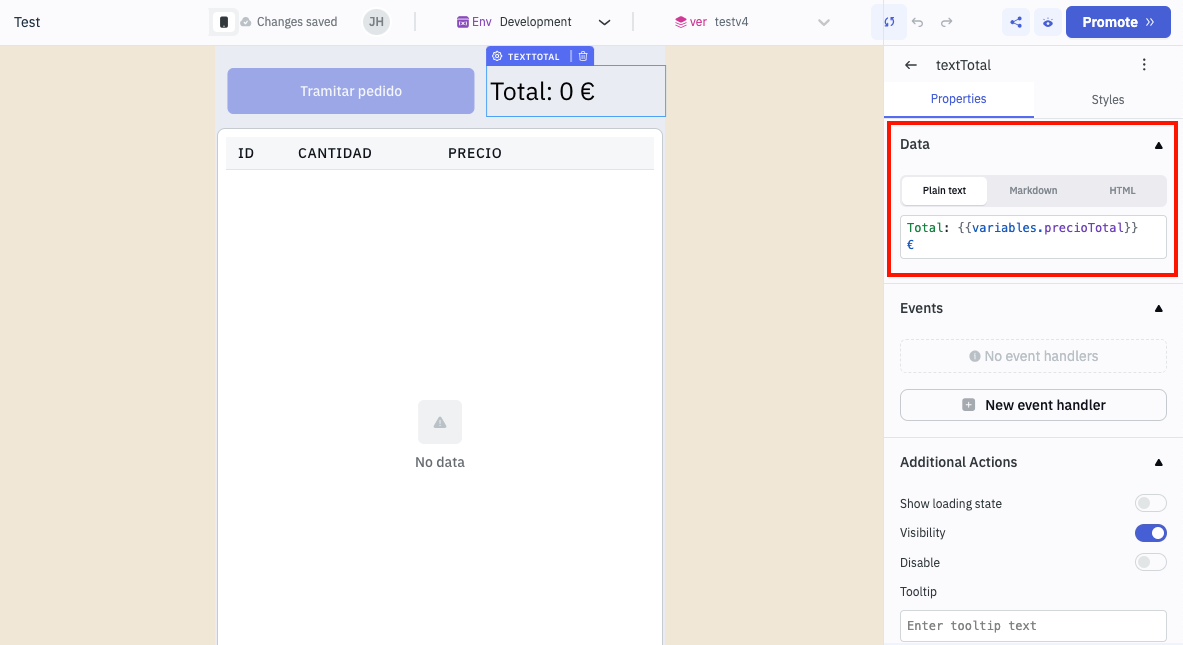 Test
Changes saved
JH
Env Development
ver testv4
Promote
TEXTTOTAL
Tramitar pedido
Total: 0 €
ID CANTIDAD PRECIO
No data
textTotal
Properties Styles
Data
Plain text Markdown HTML
Total: {{variables.precioTotal}}
€
Events
No event handlers
New event handler
Additional Actions
Show loading state
Visibility
Disable
Tooltip
Enter tooltip text